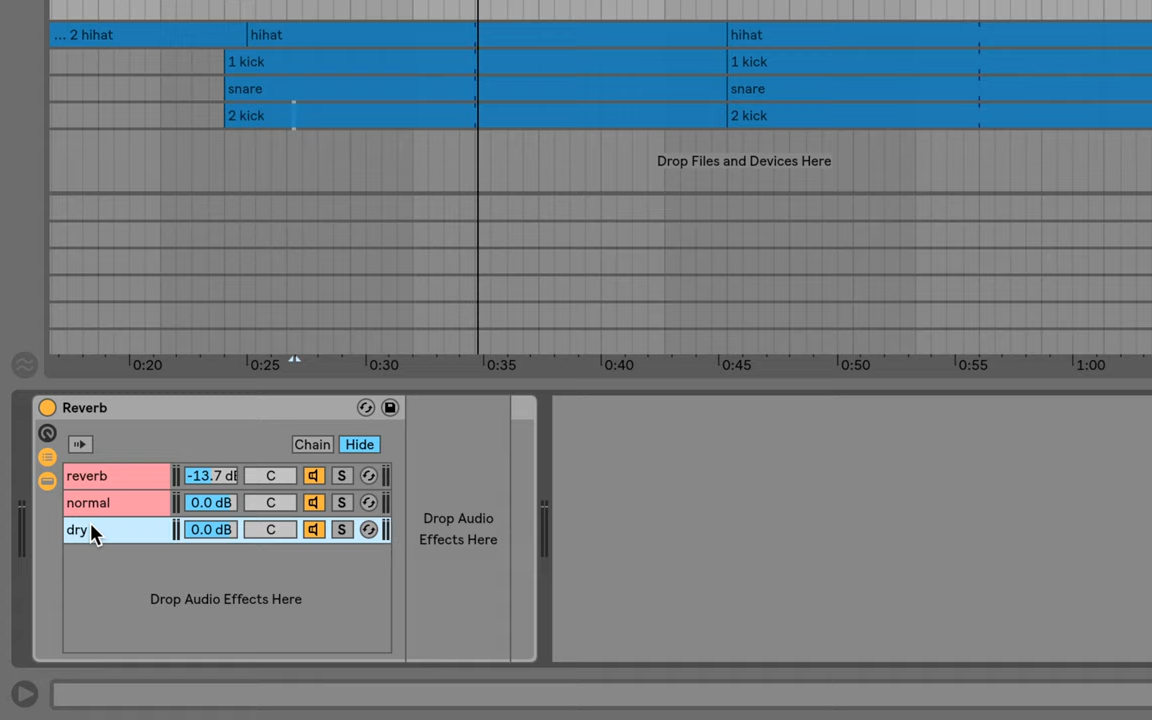 ... 2 hihat hihat hihat
1 kick 1 kick
snare snare
2 kick 2 kick
Drop Files and Devices Here
0:20 0:25 0:30 0:35 0:40 0:45 0:50 0:55 1:00
Reverb
Chain Hide
reverb -13.7 dB C S
normal 0.0 dB C S
dry 0.0 dB C S
Drop Audio
Effects Here
Drop Audio Effects Here